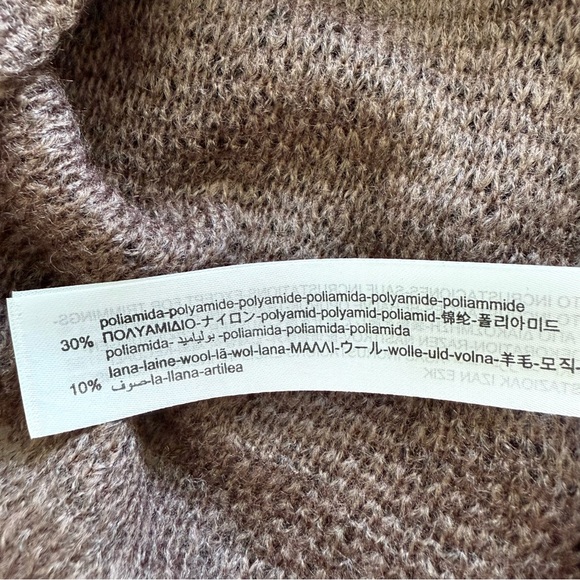 poliamida-polyamide-polyamide-poliamida-polyamide-poliammide
30% ΠΟΛΥΑΜΙΔΙΟ-ナイロン-polyamid-polyamid-poliamid-锦纶-폴리아미드
poliamida- بولياميد -poliamida-poliamida-poliamida
lana-laine-wool-lã-wol-lana-ΜΑΛΛΙ-ウール-wolle-uld-volna-羊毛-모직-
10% صوف-la-llana-artilea